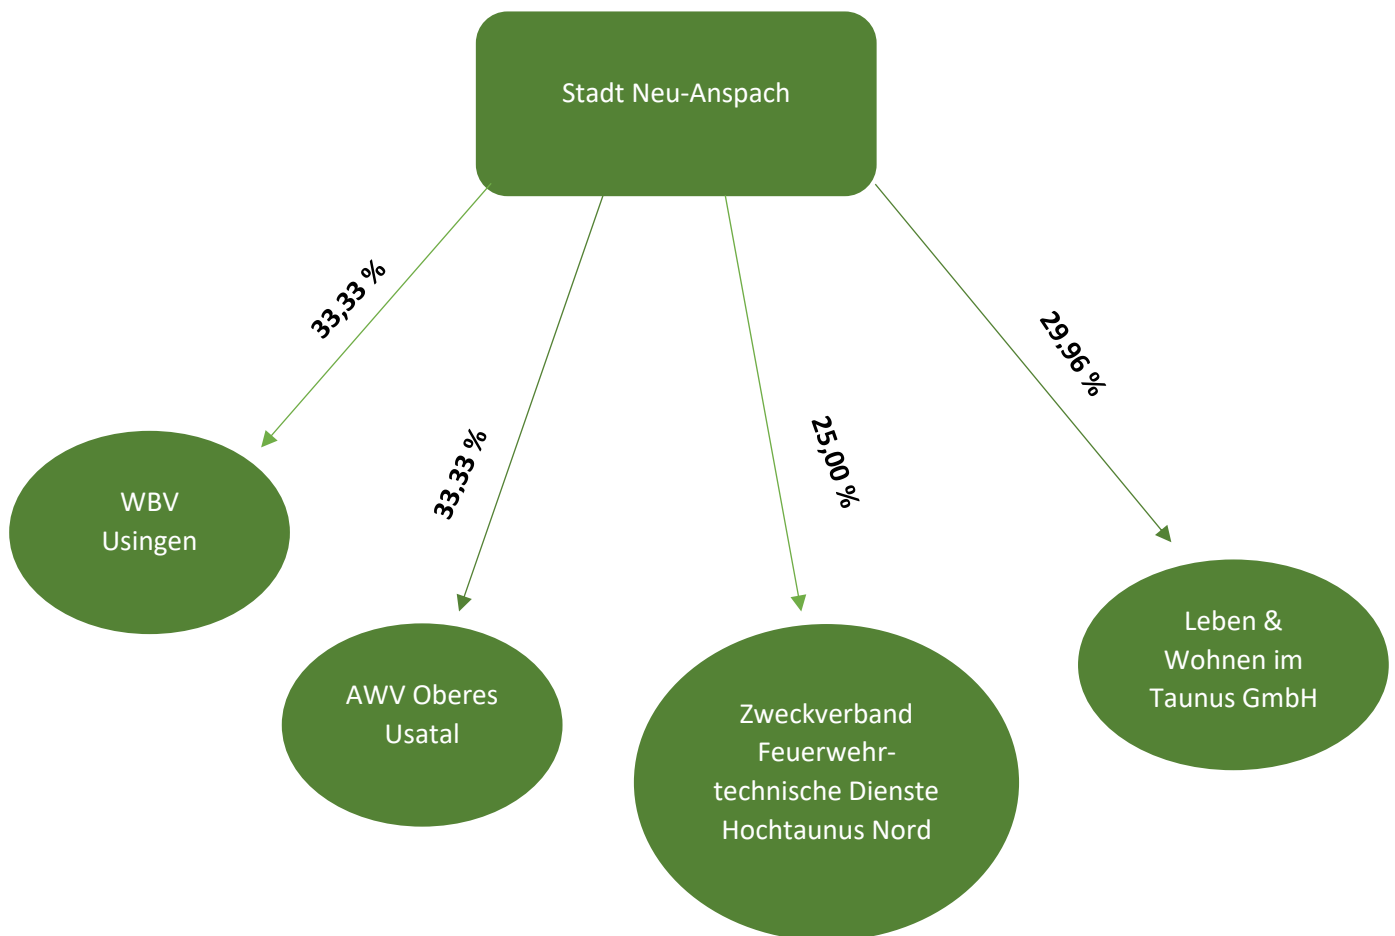 Stadt Neu-Anspach
33,33 %
33,33 %
25,00 %
29,96 %
WBV
Usingen
AWV Oberes
Usatal
Zweckverband
Feuerwehr-
technische Dienste
Hochtaunus Nord
Leben &
Wohnen im
Taunus GmbH